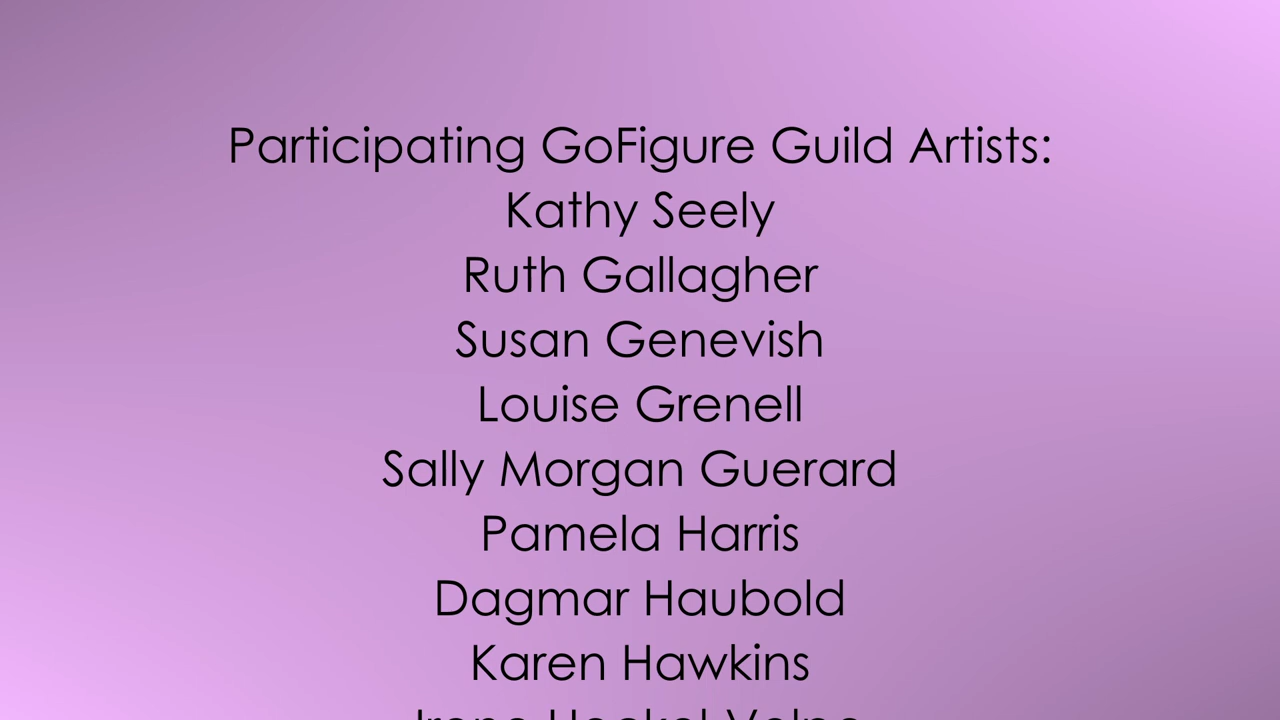 Participating GoFigure Guild Artists:
Kathy Seely
Ruth Gallagher
Susan Genevish
Louise Grenell
Sally Morgan Guerard
Pamela Harris
Dagmar Haubold
Karen Hawkins